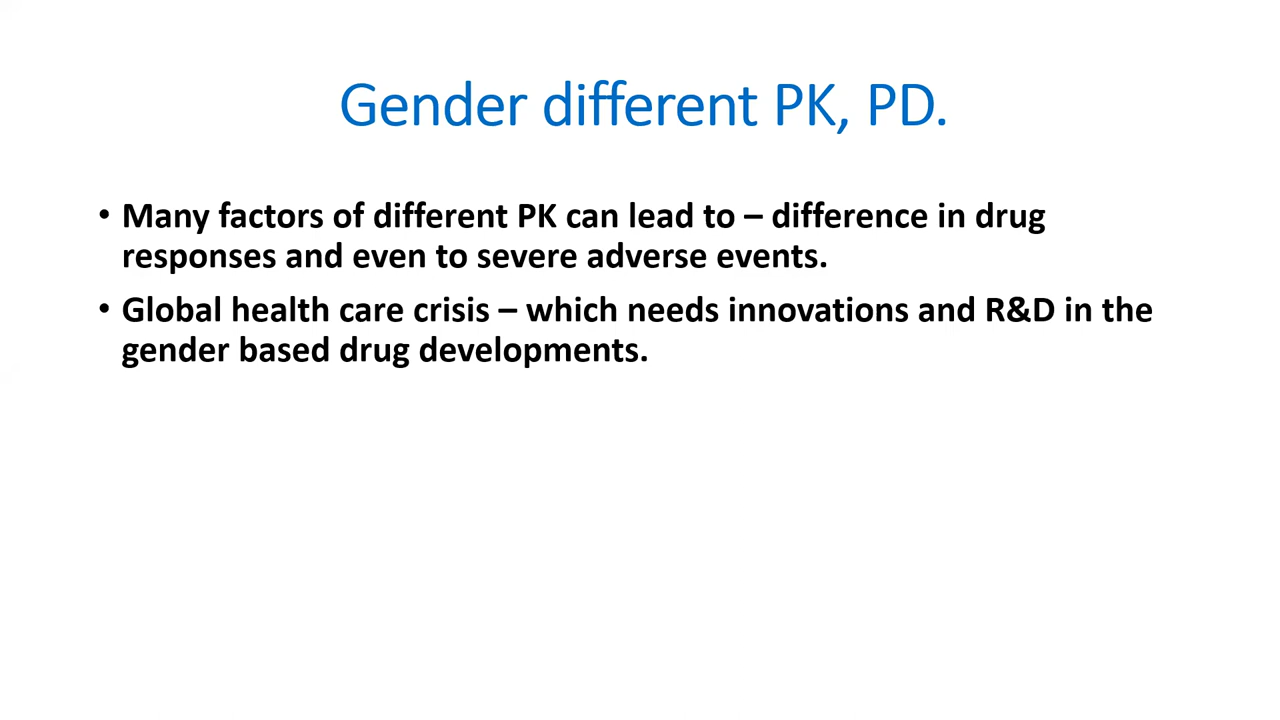 Gender different PK, PD.
• Many factors of different PK can lead to – difference in drug
responses and even to severe adverse events.
• Global health care crisis – which needs innovations and R&D in the
gender based drug developments.